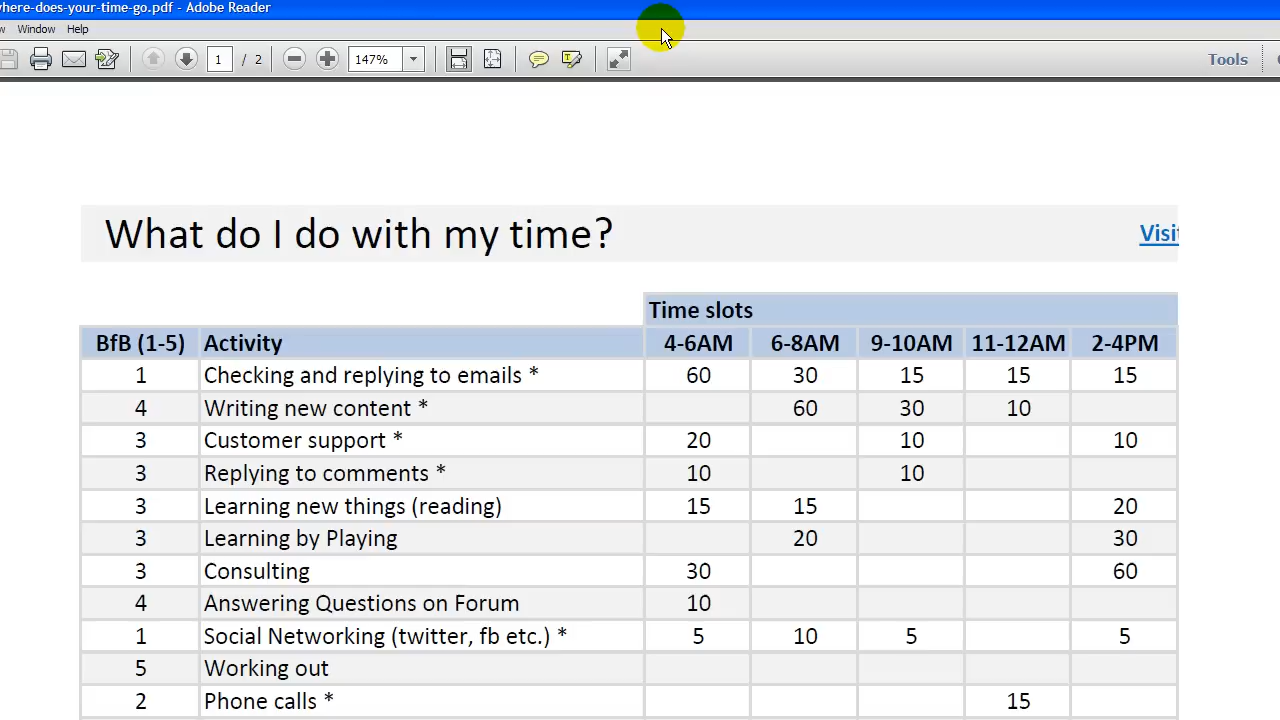 here-does-your-time-go.pdf - Adobe Reader
w Window Help
1 / 2 147% Tools
What do I do with my time? Visit
Time slots
BfB (1-5) Activity 4-6AM 6-8AM 9-10AM 11-12AM 2-4PM
1 Checking and replying to emails * 60 30 15 15 15
4 Writing new content * 60 30 10
3 Customer support * 20 10 10
3 Replying to comments * 10 10
3 Learning new things (reading) 15 15 20
3 Learning by Playing 20 30
3 Consulting 30 60
4 Answering Questions on Forum 10
1 Social Networking (twitter, fb etc.) * 5 10 5 5
5 Working out
2 Phone calls * 15